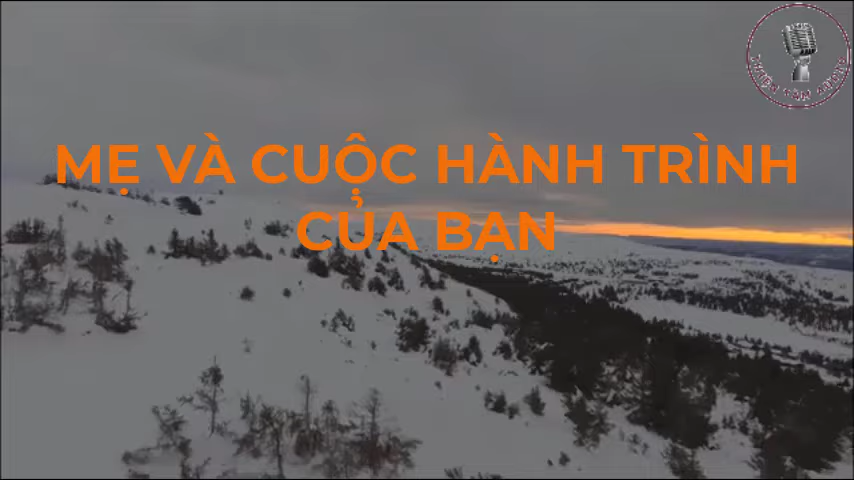 MẸ VÀ CUỘC HÀNH TRÌNH
CỦA BẠN